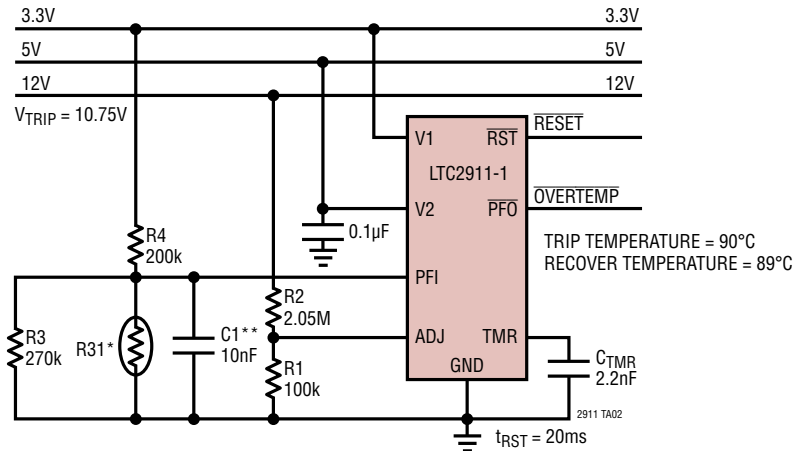 3.3V 3.3V
5V 5V
12V 12V
VTRIP = 10.75V
V1 RST RESET
LTC2911-1
V2 PFO OVERTEMP
0.1µF
R4
200k
TRIP TEMPERATURE = 90°C
RECOVER TEMPERATURE = 89°C
PFI
R2
2.05M
R3
270k
R31*
C1**
10nF
ADJ TMR
R1
100k
GND
CTMR
2.2nF
2911 TA02
tRST = 20ms